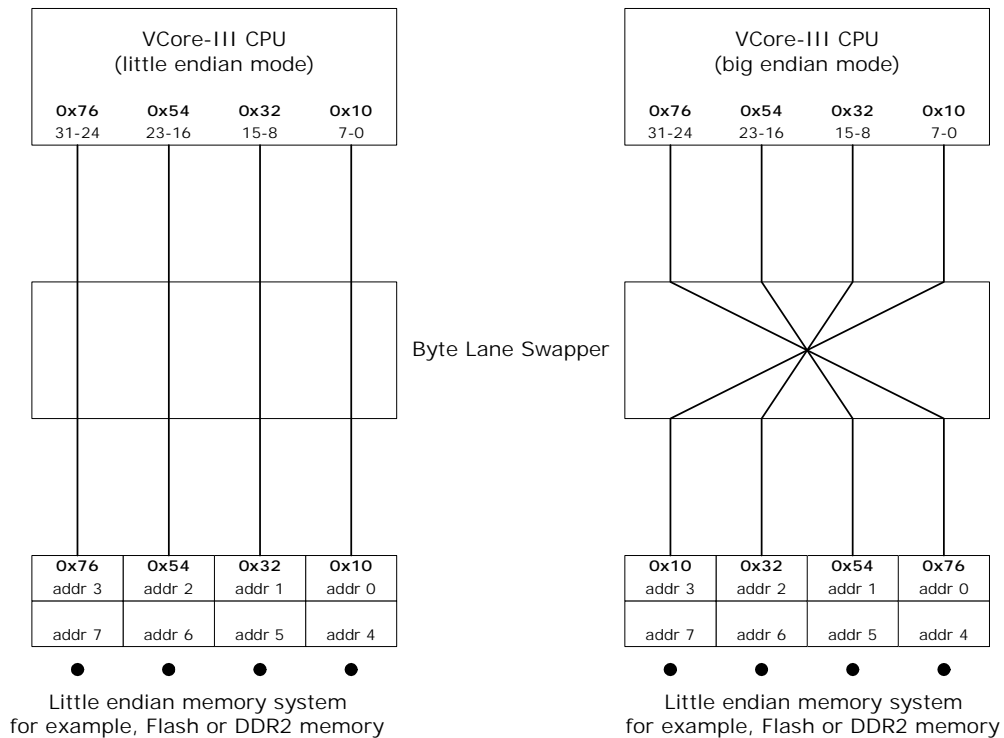 VCore-III CPU
(little endian mode)
0x76 0x54 0x32 0x10
31-24 23-16 15-8 7-0
VCore-III CPU
(big endian mode)
0x76 0x54 0x32 0x10
31-24 23-16 15-8 7-0
Byte Lane Swapper
0x76 0x54 0x32 0x10
addr 3 addr 2 addr 1 addr 0
addr 7 addr 6 addr 5 addr 4
Little endian memory system
for example, Flash or DDR2 memory
0x10 0x32 0x54 0x76
addr 3 addr 2 addr 1 addr 0
addr 7 addr 6 addr 5 addr 4
Little endian memory system
for example, Flash or DDR2 memory